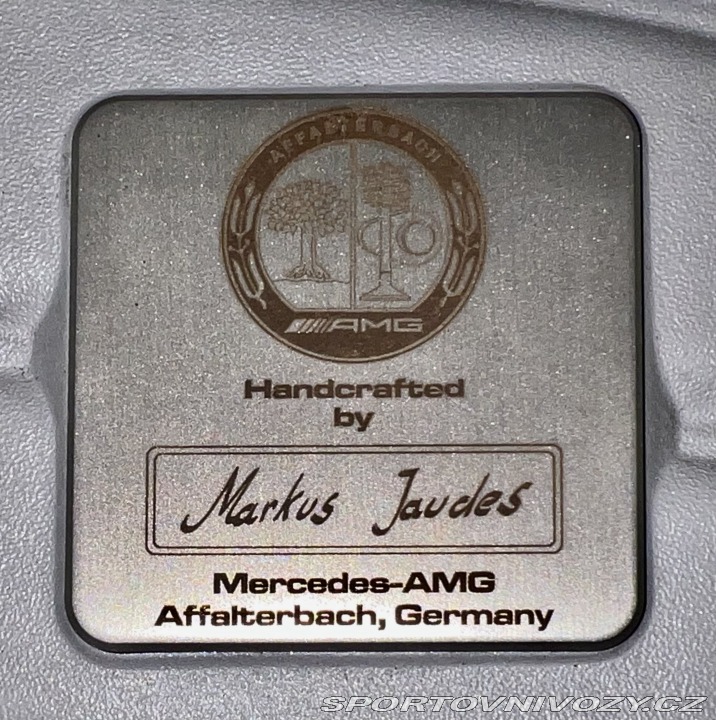 AFFALTERBACH
AMG
Handcrafted
by
Markus Jaudes
Mercedes-AMG
Affalterbach, Germany
SPORTOVNIVOZY.CZ